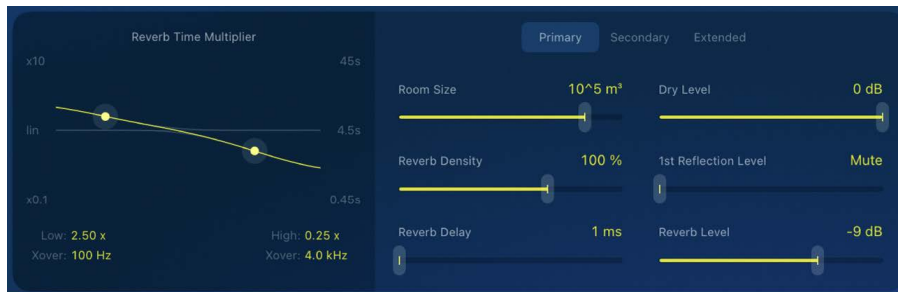 Reverb Time Multiplier
x10 45s
lin 4.5s
x0.1 0.45s
Low: 2.50 x High: 0.25 x
Xover: 100 Hz Xover: 4.0 kHz
Primary Secondary Extended
Room Size 10^5 m³ Dry Level 0 dB
Reverb Density 100 % 1st Reflection Level Mute
Reverb Delay 1 ms Reverb Level -9 dB